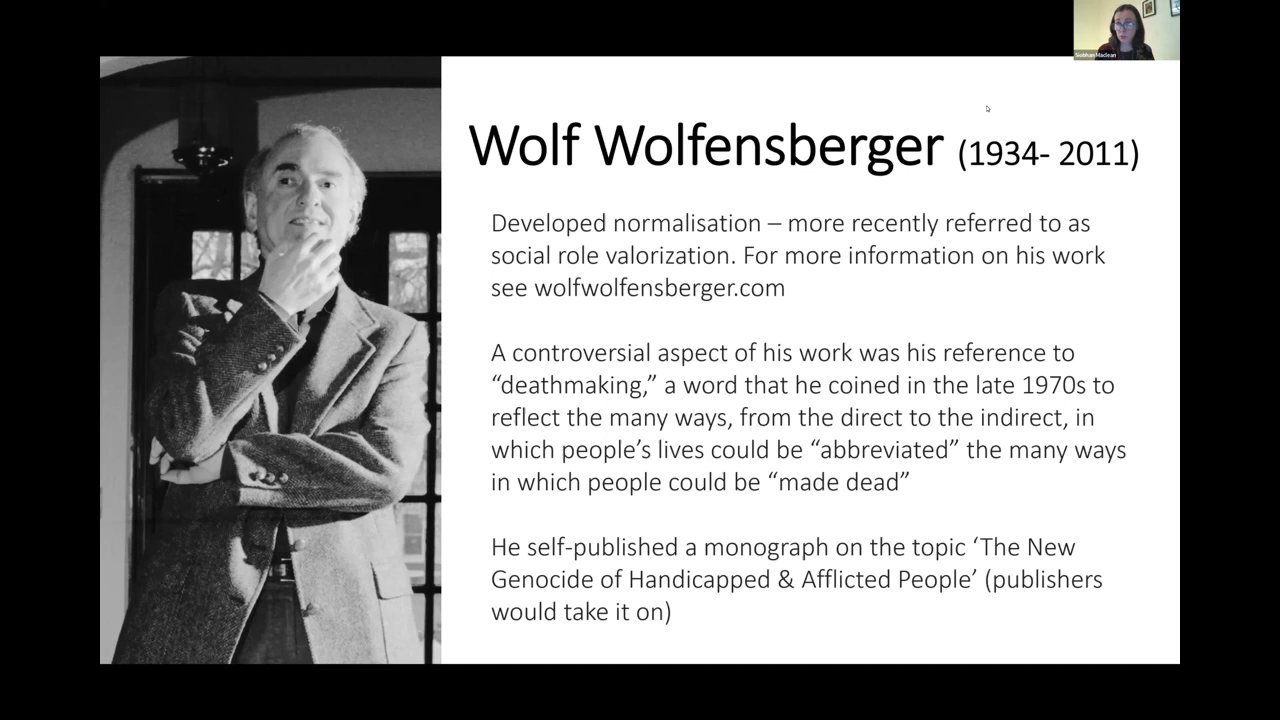 Siobhan Maclean
Wolf Wolfensberger (1934- 2011)
Developed normalisation – more recently referred to as
social role valorization. For more information on his work
see wolfwolfensberger.com
A controversial aspect of his work was his reference to
“deathmaking,” a word that he coined in the late 1970s to
reflect the many ways, from the direct to the indirect, in
which people’s lives could be “abbreviated” the many ways
in which people could be “made dead”
He self-published a monograph on the topic ‘The New
Genocide of Handicapped & Afflicted People’ (publishers
would take it on)